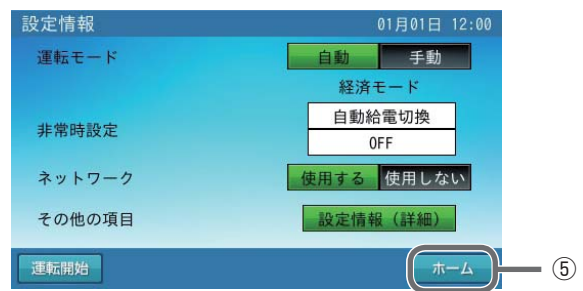 設定情報 01月01日 12:00
運転モード 自動 手動
経済モード
非常時設定 自動給電切換
OFF
ネットワーク 使用する 使用しない
その他の項目 設定情報（詳細）
運転開始 ホーム ⑤